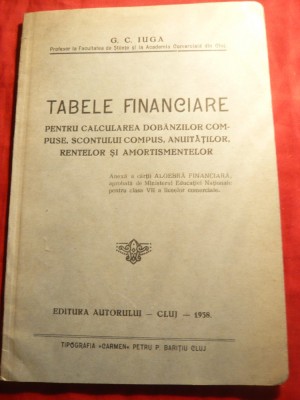 G. C. IUGA
Profesor la Facultatea de Științe și la Academia Comercială din Cluj
TABELE FINANCIARE
PENTRU CALCULAREA DOBÂNZILOR COM-
PUSE, SCONTULUI COMPUS, ANUITĂȚILOR,
RENTELOR ȘI AMORTISMENTELOR
Anexă a cărții ALGEBRĂ FINANCIARĂ,
aprobată de Ministerul Educației Naționale
pentru clasa VII a liceelor comerciale.
EDITURA AUTORULUI — CLUJ — 1938.
TIPOGRAFIA «CARMEN» PETRU P. BARIȚIU CLUJ